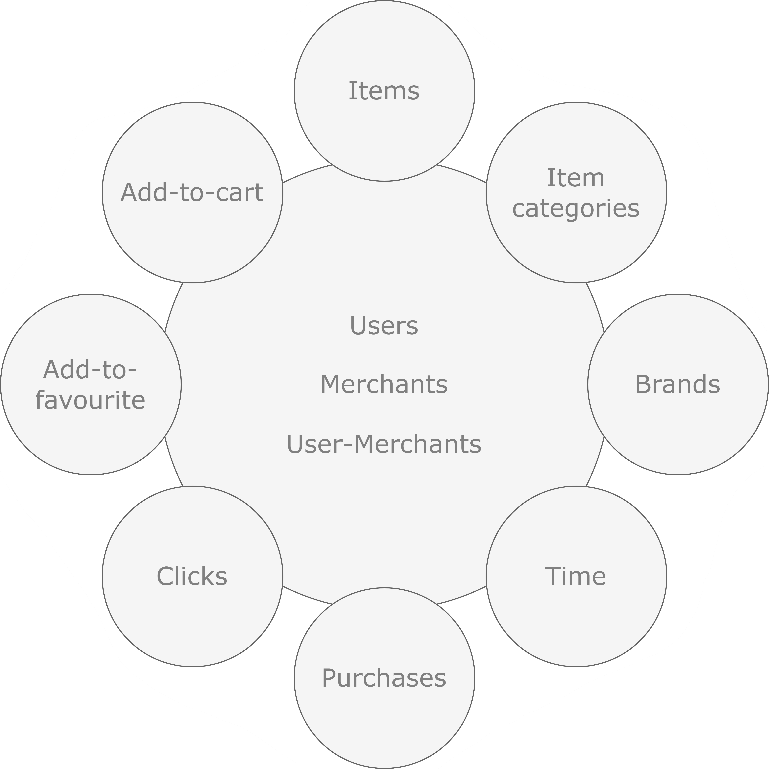 Items
Add-to-cart
Item
categories
Users
Add-to-
favourite
Merchants
Brands
User-Merchants
Clicks
Time
Purchases